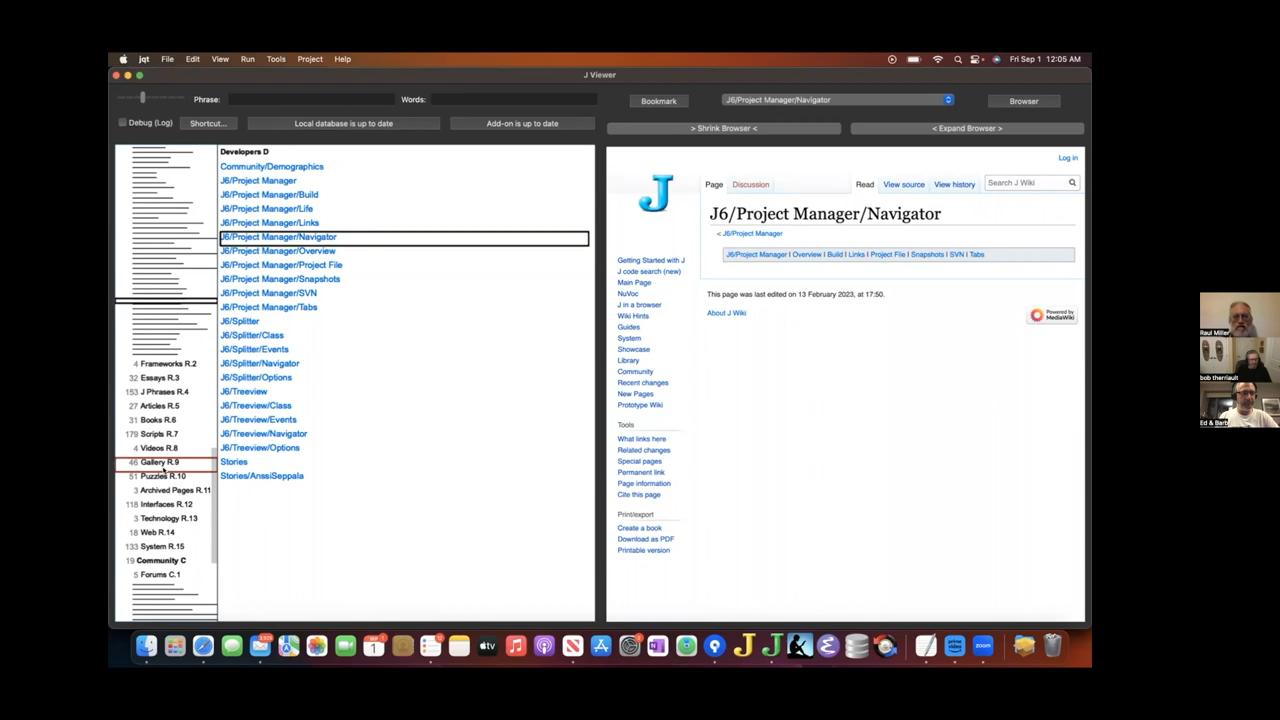 jqt File Edit View Run Tools Project Help
Fri Sep 1 12:05 AM
J Viewer
Phrase:
Words:
Bookmark
J6/Project Manager/Navigator
Browser
Debug (Log)
Shortcut...
Local database is up to date
Add-on is up to date
> Shrink Browser <
< Expand Browser >
4 Frameworks R.2
32 Essays R.3
153 J Phrases R.4
27 Articles R.5
31 Books R.6
179 Scripts R.7
4 Videos R.8
46 Gallery R.9
51 Puzzles R.10
3 Archived Pages R.11
118 Interfaces R.12
3 Technology R.13
18 Web R.14
133 System R.15
19 Community C
5 Forums C.1
Developers D
Community/Demographics
J6/Project Manager
J6/Project Manager/Build
J6/Project Manager/Life
J6/Project Manager/Links
J6/Project Manager/Navigator
J6/Project Manager/Overview
J6/Project Manager/Project File
J6/Project Manager/Snapshots
J6/Project Manager/SVN
J6/Project Manager/Tabs
J6/Splitter
J6/Splitter/Class
J6/Splitter/Events
J6/Splitter/Navigator
J6/Splitter/Options
J6/Treeview
J6/Treeview/Class
J6/Treeview/Events
J6/Treeview/Navigator
J6/Treeview/Options
Stories
Stories/AnssiSeppala
Log in
J
Page Discussion Read View source View history Search J Wiki
J6/Project Manager/Navigator
< J6/Project Manager
J6/Project Manager | Overview | Build | Links | Project File | Snapshots | SVN | Tabs
This page was last edited on 13 February 2023, at 17:50.
About J Wiki
Powered by
MediaWiki
Getting Started with J
J code search (new)
Main Page
NuVoc
J in a browser
Wiki Hints
Guides
System
Showcase
Library
Community
Recent changes
New Pages
Prototype Wiki
Tools
What links here
Related changes
Special pages
Permanent link
Page information
Cite this page
Print/export
Create a book
Download as PDF
Printable version
Raul Miller
bob therriault
Ed & Barb
tv
zoom